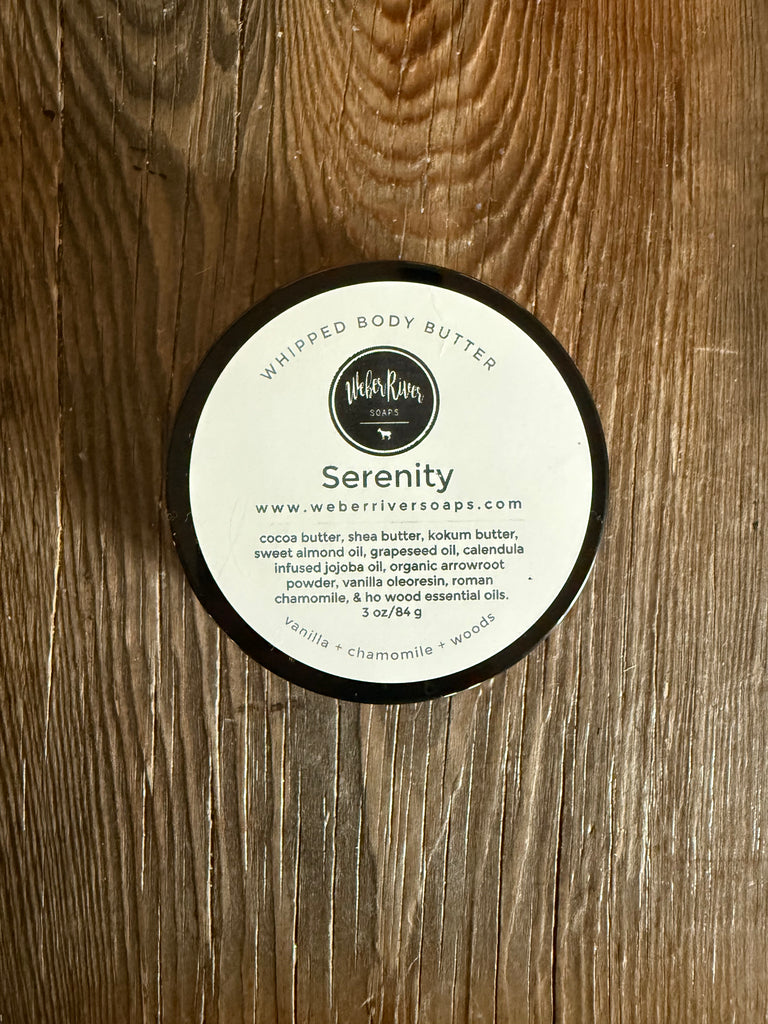 WHIPPED BODY BUTTER
Weber River
SOAPS
Serenity
www.weberriversoaps.com
cocoa butter, shea butter, kokum butter,
sweet almond oil, grapeseed oil, calendula
infused jojoba oil, organic arrowroot
powder, vanilla oleoresin, roman
chamomile, & ho wood essential oils.
3 oz/84 g
vanilla + chamomile + woods